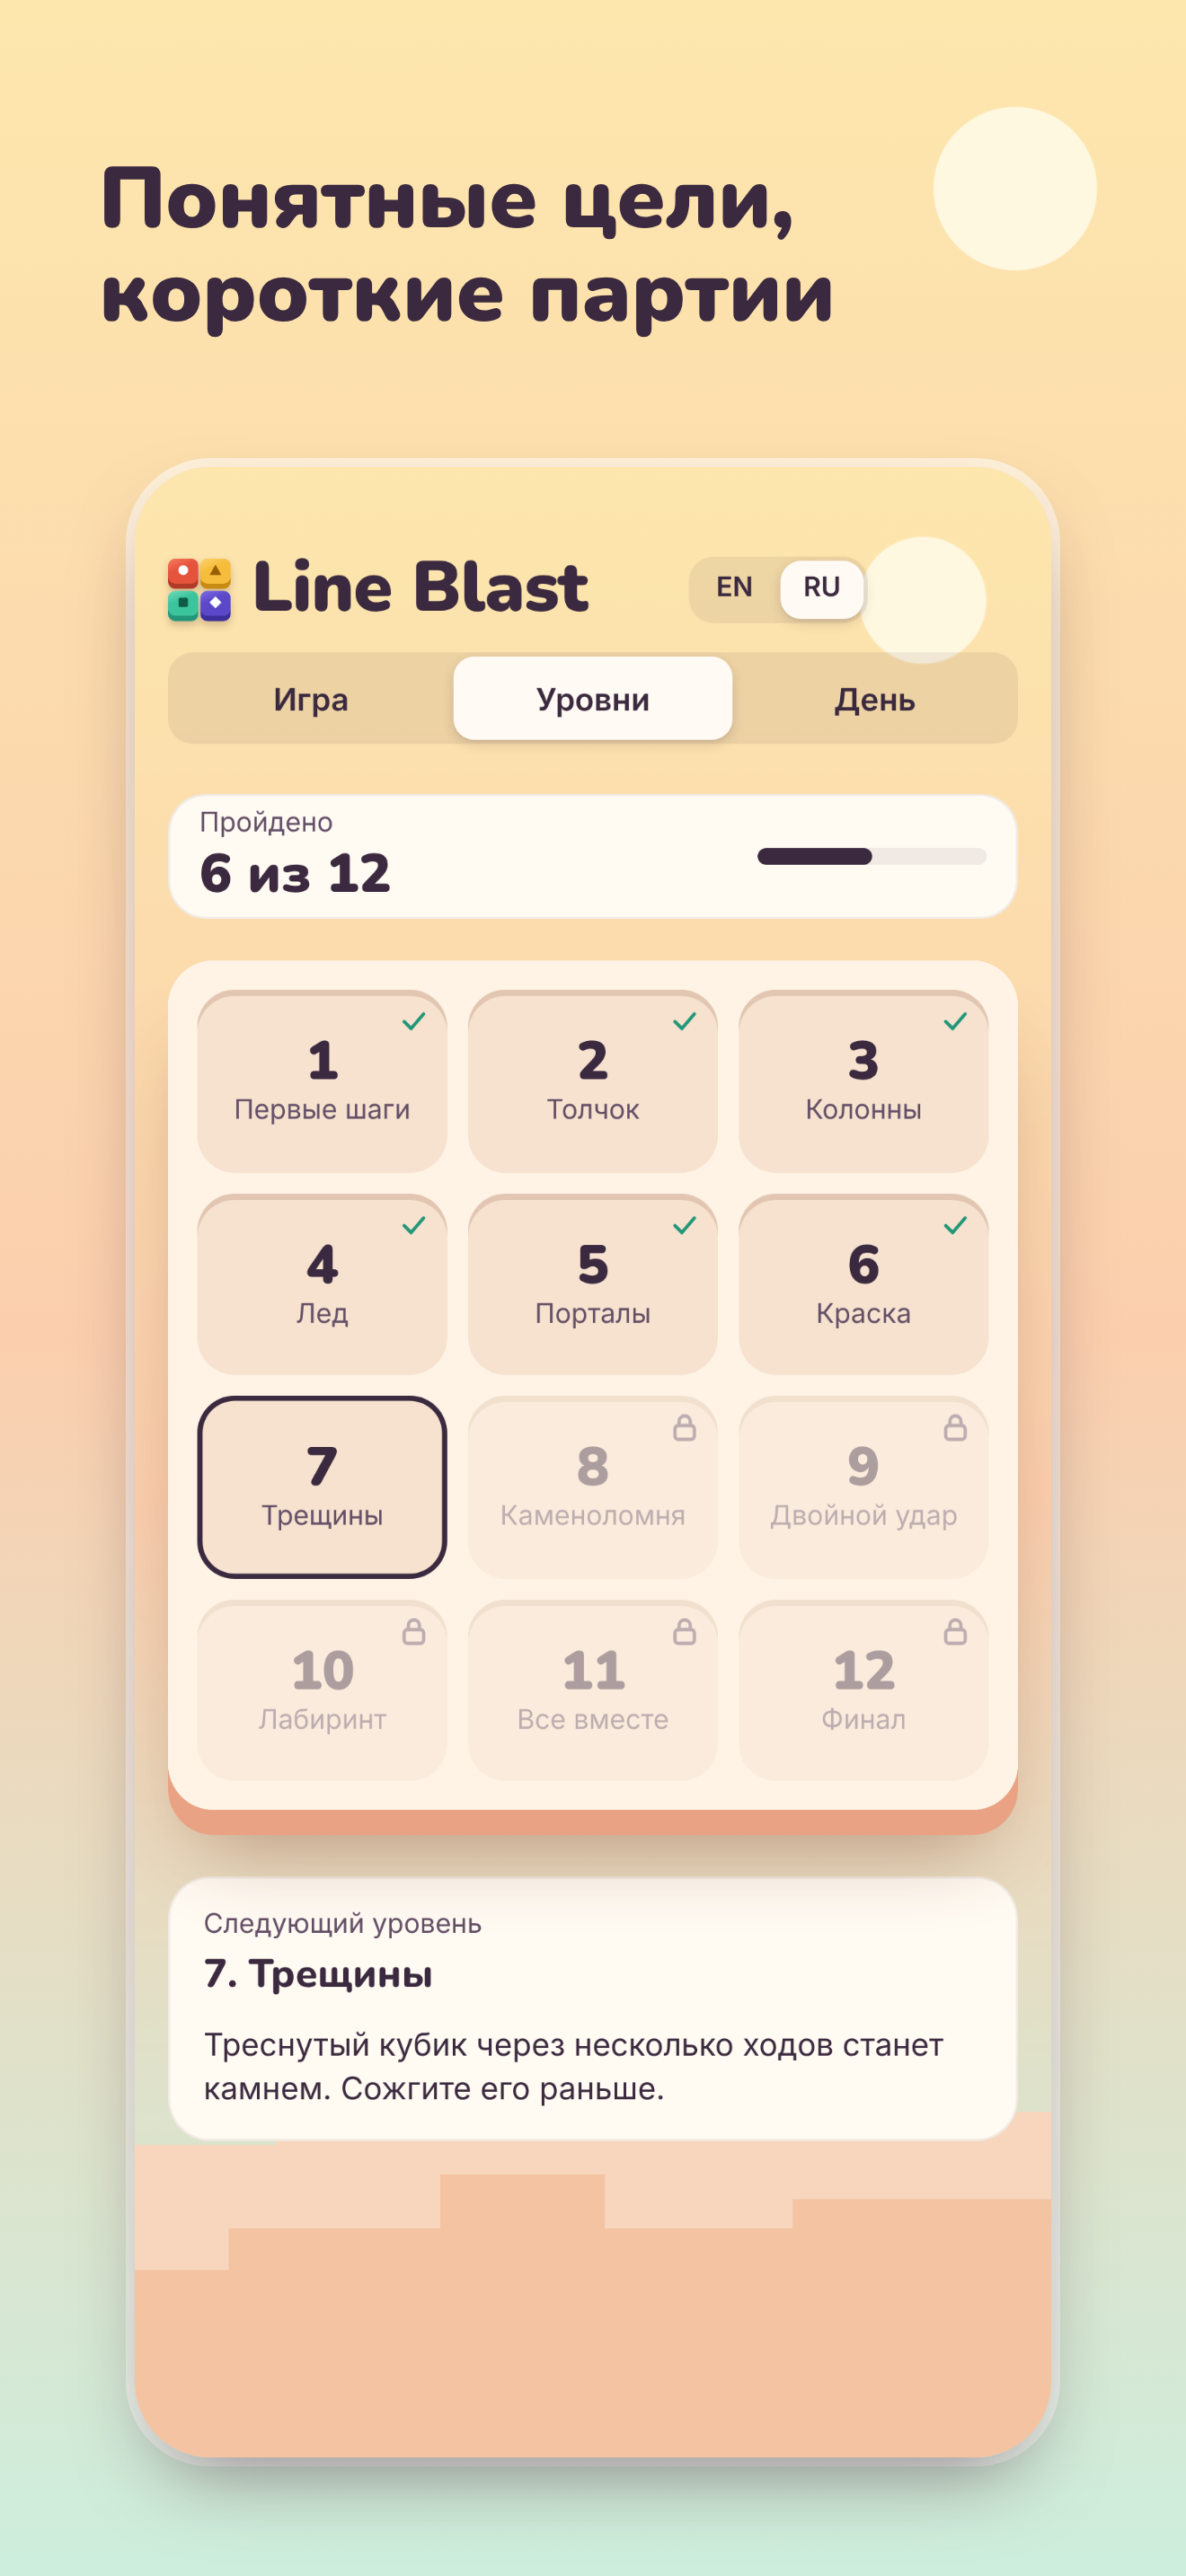 Понятные цели,
короткие партии
Line Blast
EN RU
Игра Уровни День
Пройдено
6 из 12
1 2 3
Первые шаги Толчок Колонны
4 5 6
Лед Порталы Краска
7 8 9
Трещины Каменоломня Двойной удар
10 11 12
Лабиринт Все вместе Финал
Следующий уровень
7. Трещины
Треснутый кубик через несколько ходов станет
камнем. Сожгите его раньше.